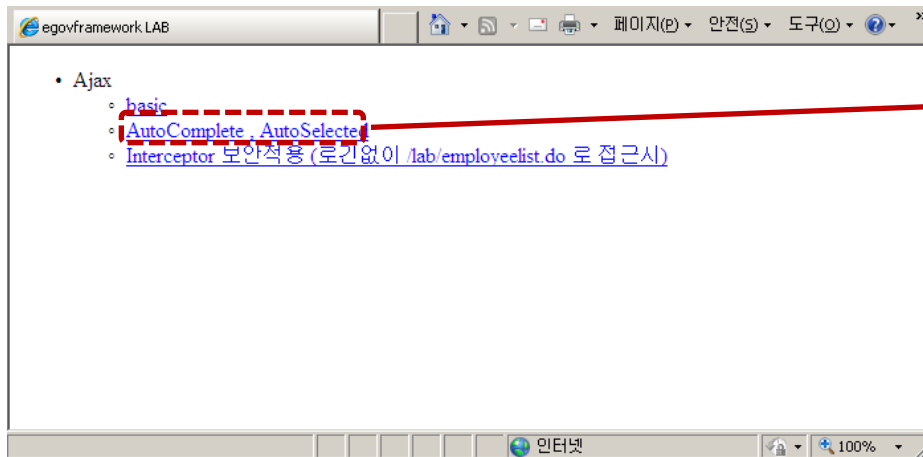 egovframework LAB
페이지(P) 안전(S) 도구(O) »
• Ajax
◦ basic
◦ AutoComplete , AutoSelected
◦ Interceptor 보안적용 (로긴없이 /lab/employeelist.do 로 접근시)
인터넷 100%